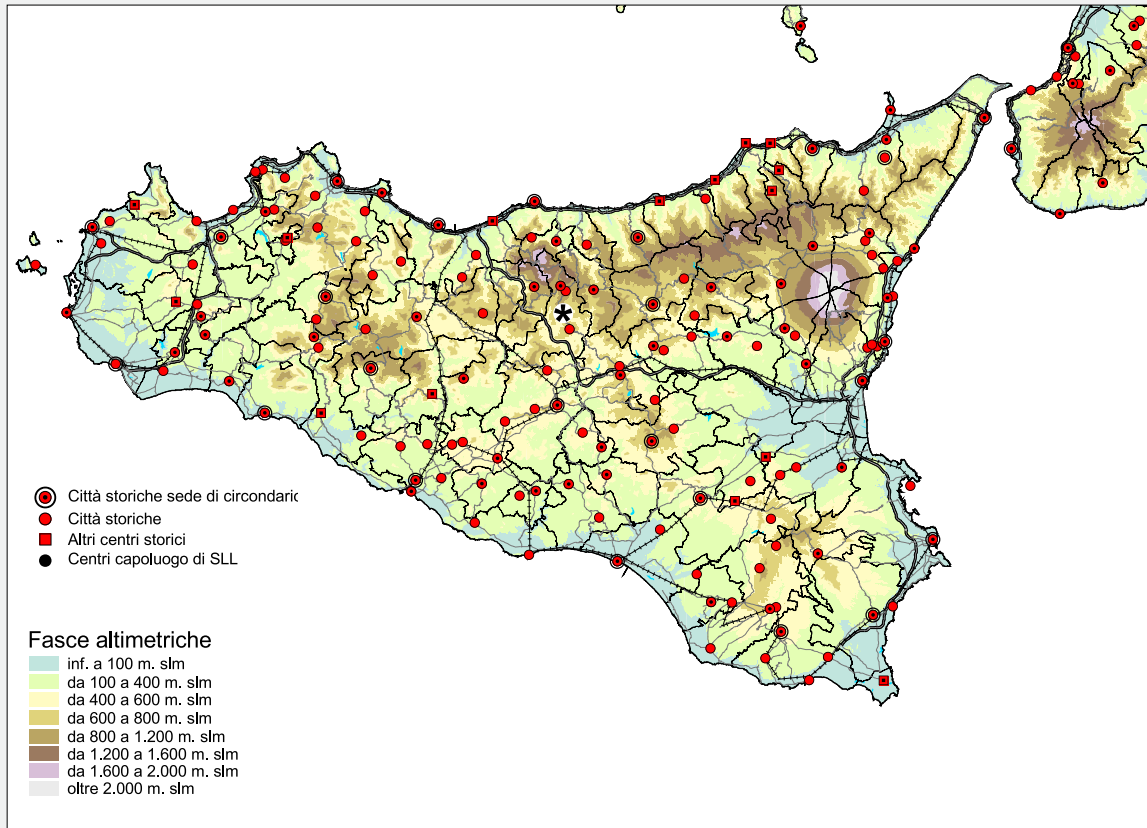 *
Città storiche sede di circondaric
Città storiche
Altri centri storici
Centri capoluogo di SLL
Fasce altimetriche
inf. a 100 m. slm
da 100 a 400 m. slm
da 400 a 600 m. slm
da 600 a 800 m. slm
da 800 a 1.200 m. slm
da 1.200 a 1.600 m. slm
da 1.600 a 2.000 m. slm
oltre 2.000 m. slm